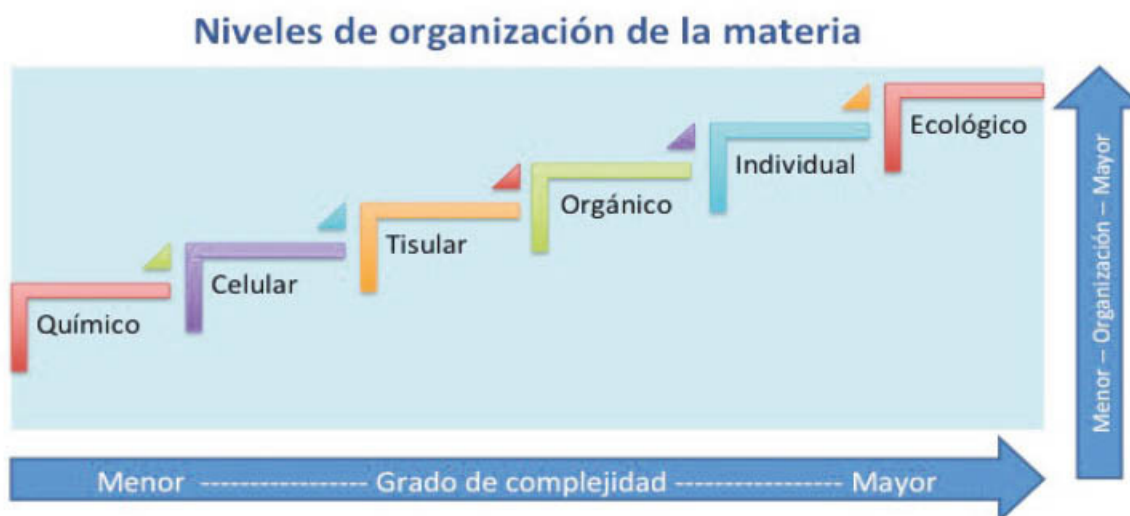 Niveles de organización de la materia
Ecológico
Individual
Orgánico
Tisular
Celular
Químico
Menor – Organización – Mayor
Menor ----------------- Grado de complejidad ----------------- Mayor